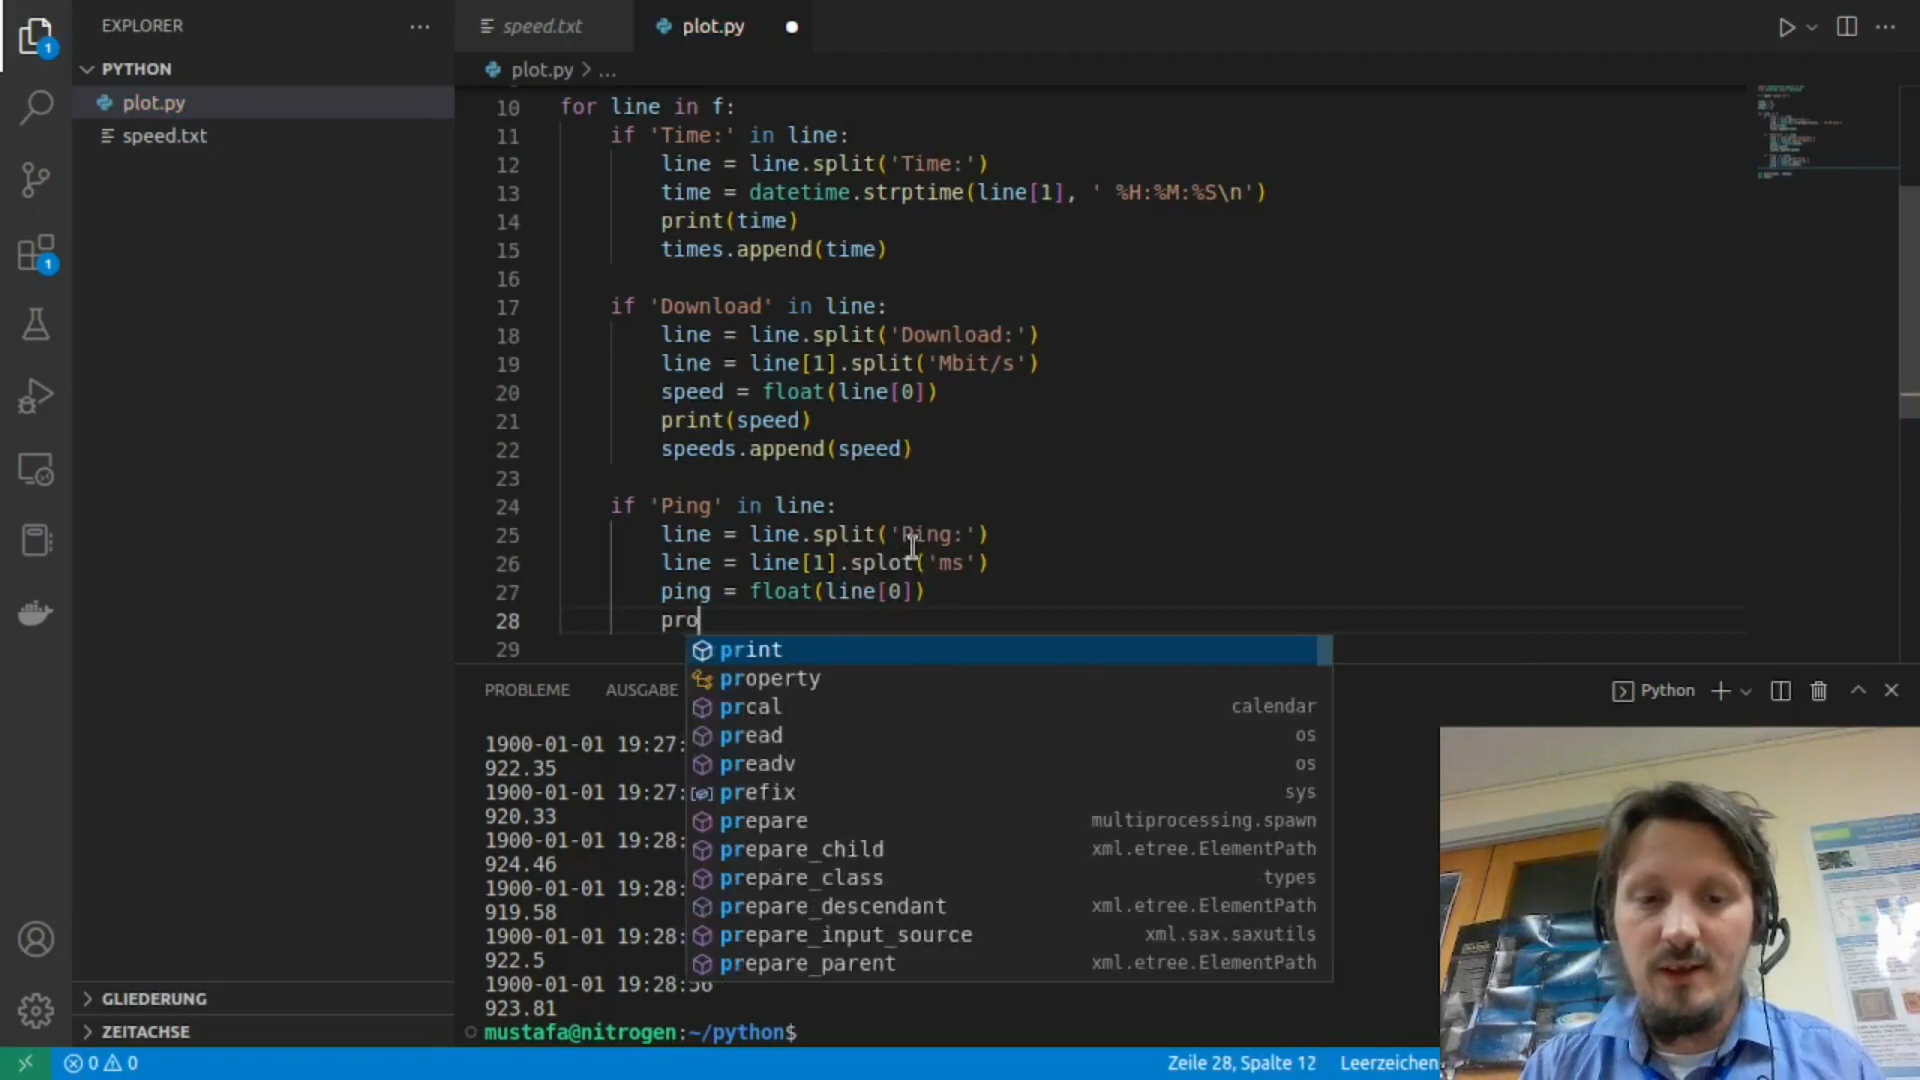 EXPLORER
PYTHON
plot.py
speed.txt
GLIEDERUNG
ZEITACHSE
1
1
speed.txt
plot.py
plot.py > ...
10 for line in f:
11 if 'Time:' in line:
12 line = line.split('Time:')
13 time = datetime.strptime(line[1], ' %H:%M:%S\n')
14 print(time)
15 times.append(time)
16
17 if 'Download' in line:
18 line = line.split('Download:')
19 line = line[1].split('Mbit/s')
20 speed = float(line[0])
21 print(speed)
22 speeds.append(speed)
23
24 if 'Ping' in line:
25 line = line.split('Ping:')
26 line = line[1].splot('ms')
27 ping = float(line[0])
28 pro
29
print
property
prcal calendar
pread os
preadv os
prefix sys
prepare multiprocessing.spawn
prepare_child xml.etree.ElementPath
prepare_class types
prepare_descendant xml.etree.ElementPath
prepare_input_source xml.sax.saxutils
prepare_parent xml.etree.ElementPath
PROBLEME AUSGABE
Python
1900-01-01 19:27:
922.35
1900-01-01 19:27:
920.33
1900-01-01 19:28:
924.46
1900-01-01 19:28:
919.58
1900-01-01 19:28:
922.5
1900-01-01 19:28:56
923.81
mustafa@nitrogen:~/python$
0 0
Zeile 28, Spalte 12 Leerzeichen